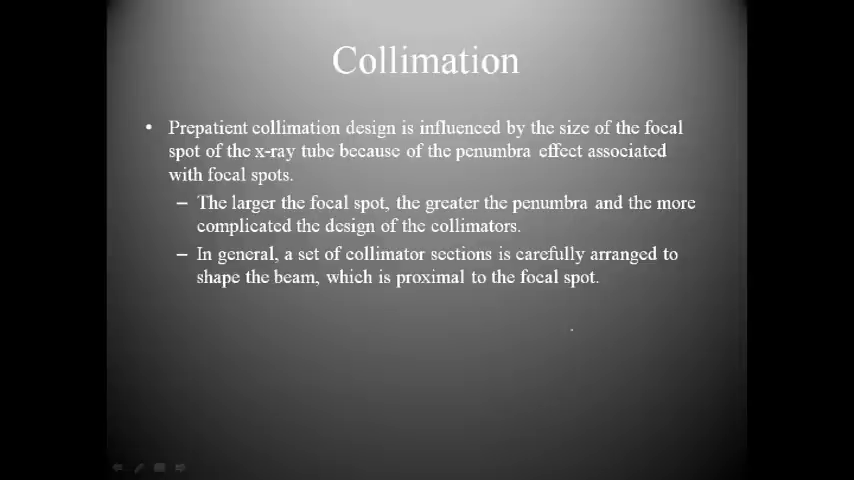 Collimation
• Prepatient collimation design is influenced by the size of the focal
spot of the x-ray tube because of the penumbra effect associated
with focal spots.
– The larger the focal spot, the greater the penumbra and the more
complicated the design of the collimators.
– In general, a set of collimator sections is carefully arranged to
shape the beam, which is proximal to the focal spot.